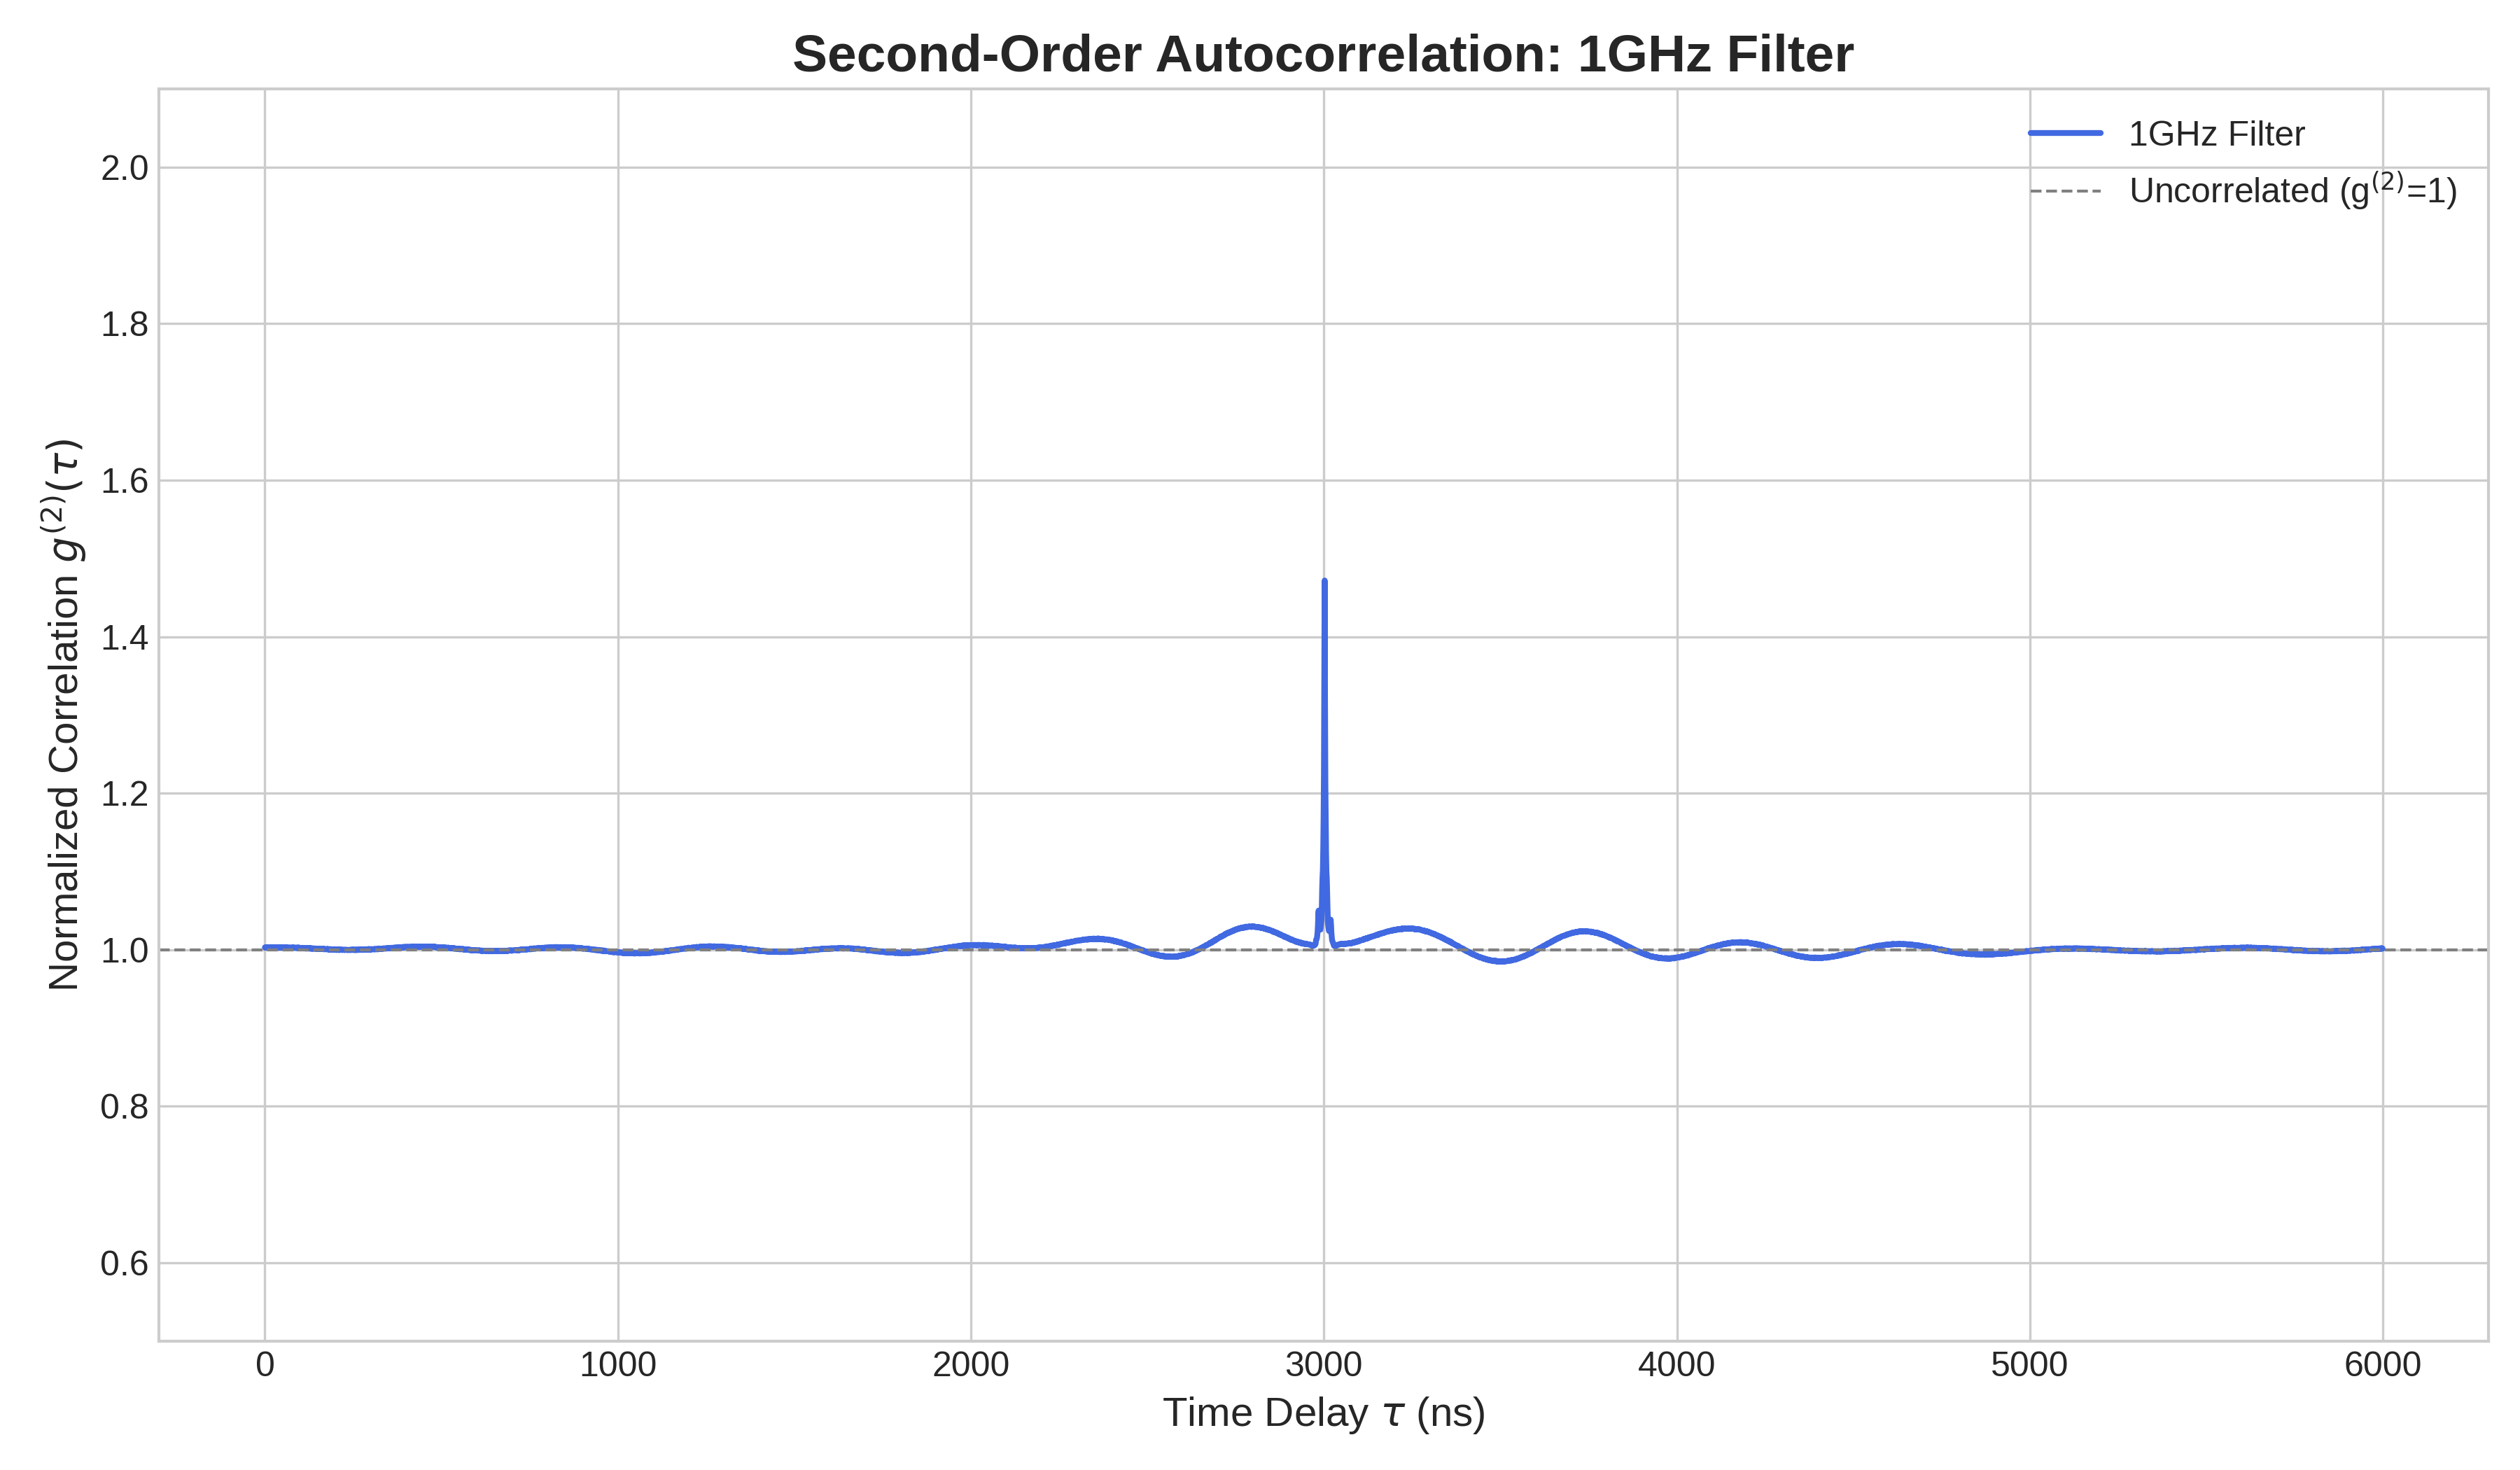 Second-Order Autocorrelation: 1GHz Filter
1GHz Filter
Uncorrelated (g⁽²⁾=1)
Normalized Correlation g⁽²⁾(τ)
2.0
1.8
1.6
1.4
1.2
1.0
0.8
0.6
0 1000 2000 3000 4000 5000 6000
Time Delay τ (ns)